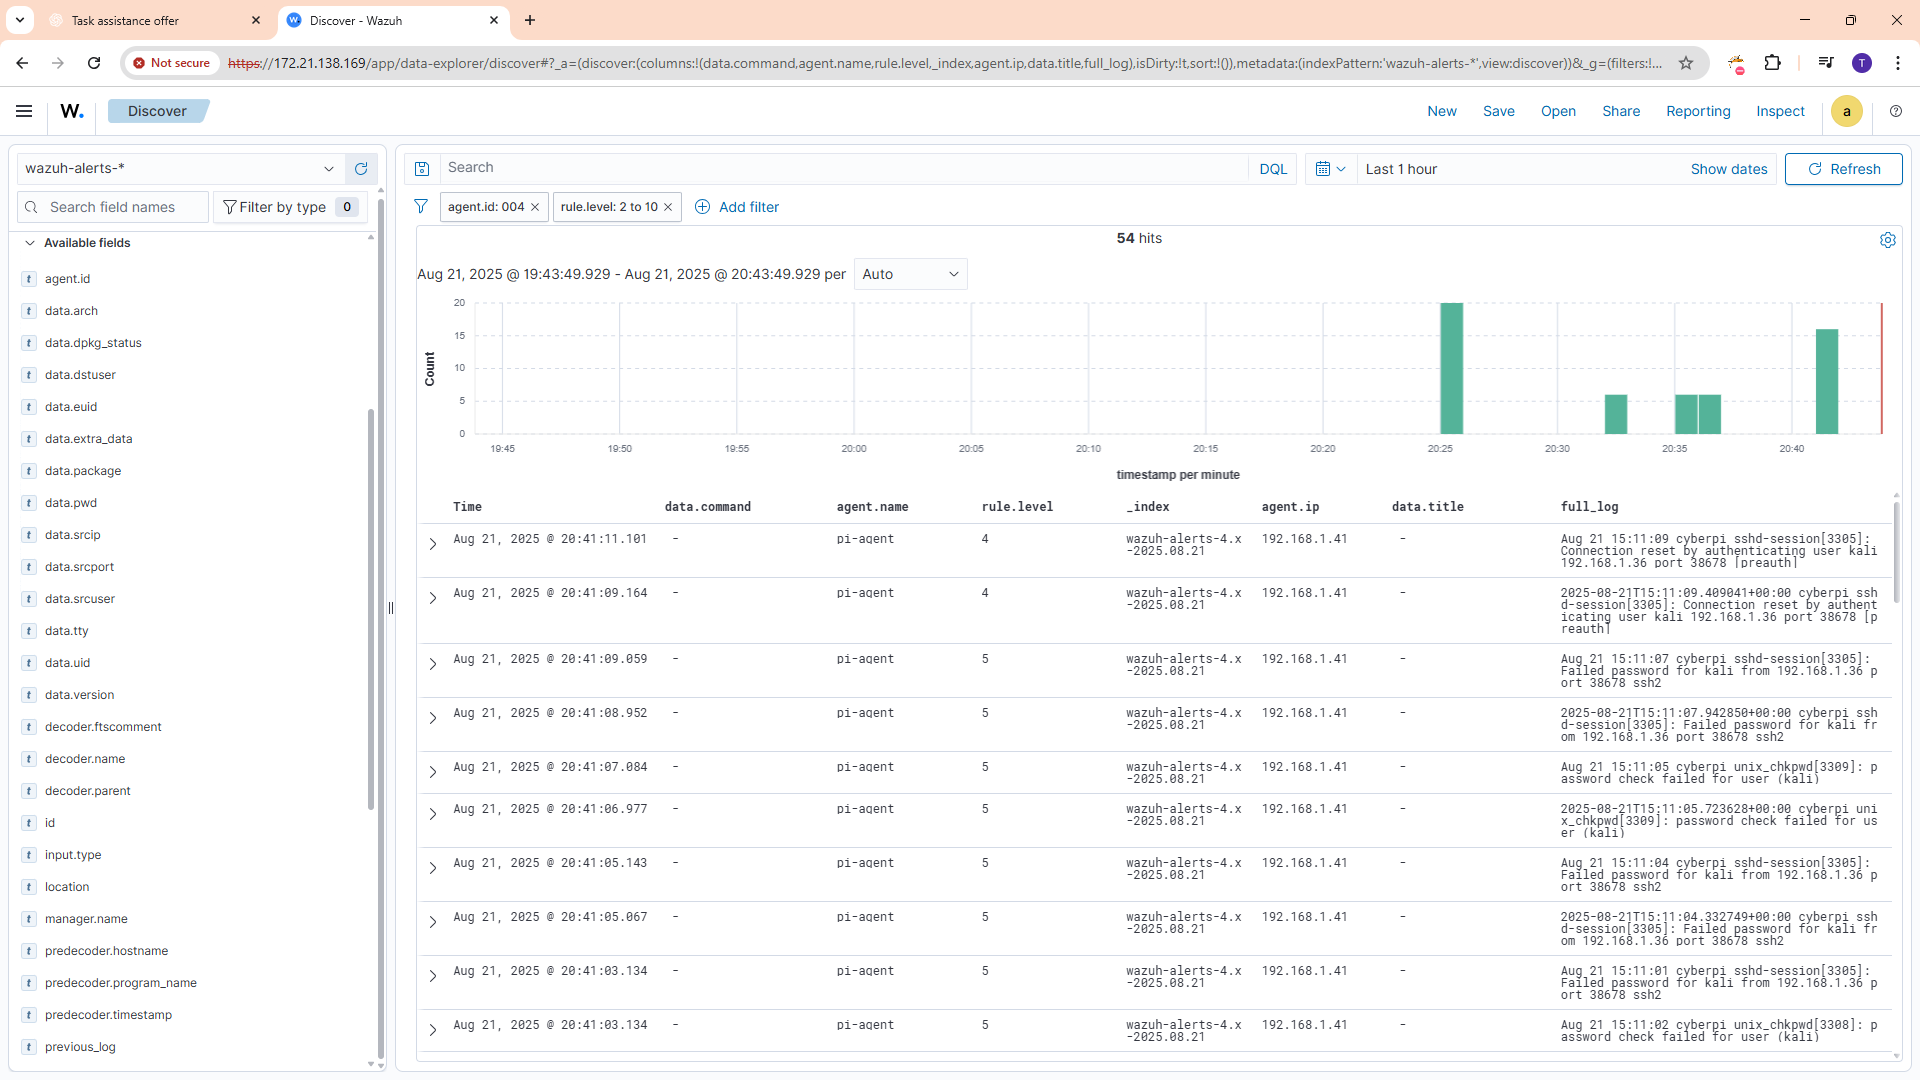 Task assistance offer
Discover - Wazuh
Not secure
https://172.21.138.169/app/data-explorer/discover#?_a=(discover:(columns:!(data.command,agent.name,rule.level,_index,agent.ip,data.title,full_log),isDirty:!t,sort:!()),metadata:(indexPattern:'wazuh-alerts-*',view:discover))&_g=(filters:!...
T
W.
Discover
New
Save
Open
Share
Reporting
Inspect
a
wazuh-alerts-*
Search
DQL
Last 1 hour
Show dates
Refresh
Search field names
Filter by type 0
agent.id: 004
rule.level: 2 to 10
Add filter
Available fields
t agent.id
t data.arch
t data.dpkg_status
t data.dstuser
t data.euid
t data.extra_data
t data.package
t data.pwd
t data.srcip
t data.srcport
t data.srcuser
t data.tty
t data.uid
t data.version
t decoder.ftscomment
t decoder.name
t decoder.parent
t id
t input.type
t location
t manager.name
t predecoder.hostname
t predecoder.program_name
t predecoder.timestamp
t previous_log
54 hits
Aug 21, 2025 @ 19:43:49.929 - Aug 21, 2025 @ 20:43:49.929 per Auto
Count
20
15
10
5
0
19:45 19:50 19:55 20:00 20:05 20:10 20:15 20:20 20:25 20:30 20:35 20:40
timestamp per minute
Time data.command agent.name rule.level _index agent.ip data.title full_log
Aug 21, 2025 @ 20:41:11.101 - pi-agent 4 wazuh-alerts-4.x 192.168.1.41 - Aug 21 15:11:09 cyberpi sshd-session[3305]:
-2025.08.21 Connection reset by authenticating user kali
192.168.1.36 port 38678 [preauth]
Aug 21, 2025 @ 20:41:09.164 - pi-agent 4 wazuh-alerts-4.x 192.168.1.41 - 2025-08-21T15:11:09.409041+00:00 cyberpi ssh
-2025.08.21 d-session[3305]: Connection reset by authent
icating user kali 192.168.1.36 port 38678 [p
reauth]
Aug 21, 2025 @ 20:41:09.059 - pi-agent 5 wazuh-alerts-4.x 192.168.1.41 - Aug 21 15:11:07 cyberpi sshd-session[3305]:
-2025.08.21 Failed password for kali from 192.168.1.36 p
ort 38678 ssh2
Aug 21, 2025 @ 20:41:08.952 - pi-agent 5 wazuh-alerts-4.x 192.168.1.41 - 2025-08-21T15:11:07.942850+00:00 cyberpi ssh
-2025.08.21 d-session[3305]: Failed password for kali fr
om 192.168.1.36 port 38678 ssh2
Aug 21, 2025 @ 20:41:07.084 - pi-agent 5 wazuh-alerts-4.x 192.168.1.41 - Aug 21 15:11:05 cyberpi unix_chkpwd[3309]: p
-2025.08.21 assword check failed for user (kali)
Aug 21, 2025 @ 20:41:06.977 - pi-agent 5 wazuh-alerts-4.x 192.168.1.41 - 2025-08-21T15:11:05.723628+00:00 cyberpi uni
-2025.08.21 x_chkpwd[3309]: password check failed for us
er (kali)
Aug 21, 2025 @ 20:41:05.143 - pi-agent 5 wazuh-alerts-4.x 192.168.1.41 - Aug 21 15:11:04 cyberpi sshd-session[3305]:
-2025.08.21 Failed password for kali from 192.168.1.36 p
ort 38678 ssh2
Aug 21, 2025 @ 20:41:05.067 - pi-agent 5 wazuh-alerts-4.x 192.168.1.41 - 2025-08-21T15:11:04.332749+00:00 cyberpi ssh
-2025.08.21 d-session[3305]: Failed password for kali fr
om 192.168.1.36 port 38678 ssh2
Aug 21, 2025 @ 20:41:03.134 - pi-agent 5 wazuh-alerts-4.x 192.168.1.41 - Aug 21 15:11:01 cyberpi sshd-session[3305]:
-2025.08.21 Failed password for kali from 192.168.1.36 p
ort 38678 ssh2
Aug 21, 2025 @ 20:41:03.134 - pi-agent 5 wazuh-alerts-4.x 192.168.1.41 - Aug 21 15:11:02 cyberpi unix_chkpwd[3308]: p
-2025.08.21 assword check failed for user (kali)